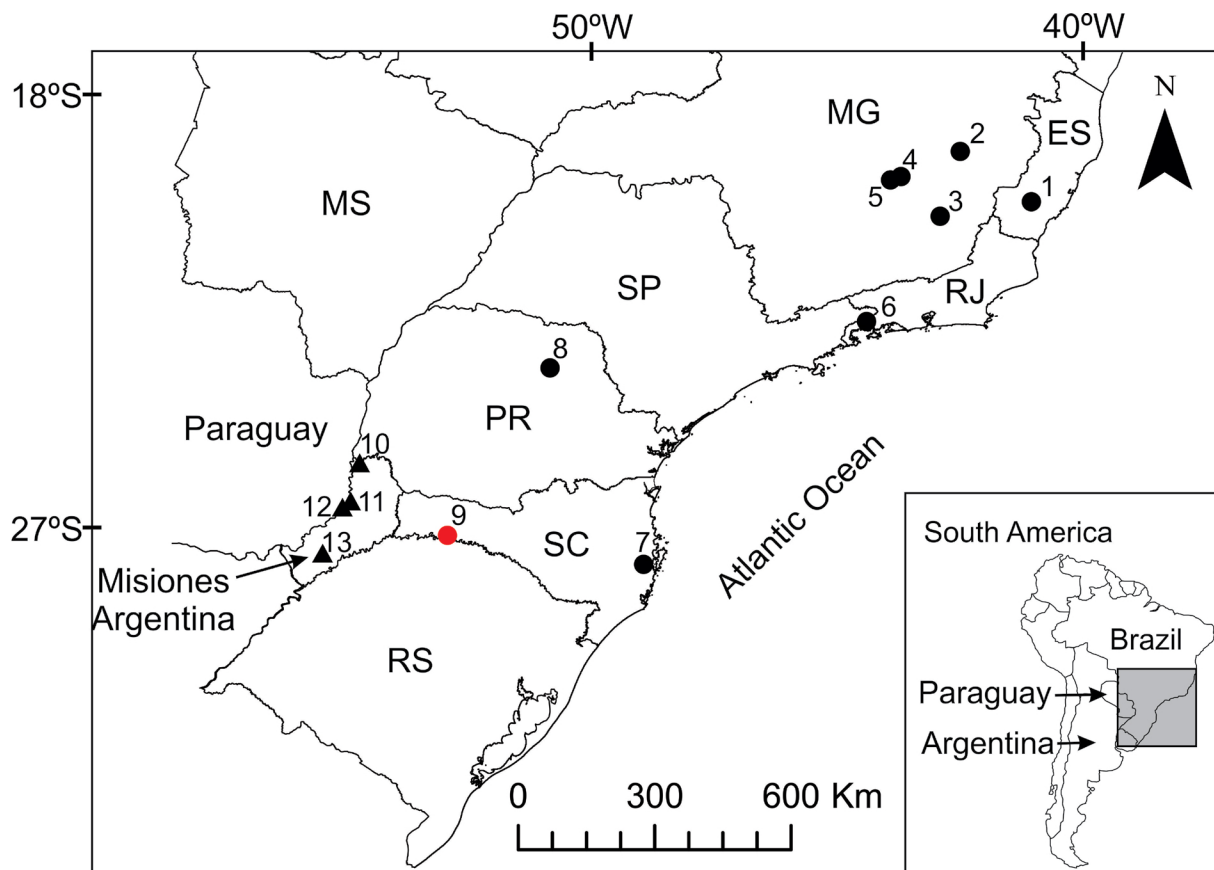 50ºW
40ºW
18ºS
N
MG
2
ES
4
5
3
1
MS
SP
RJ
6
8
PR
Paraguay
10
12
11
27ºS
13
9
SC
7
Misiones
Argentina
Atlantic Ocean
RS
0
300
600 Km
South America
Brazil
Paraguay
Argentina